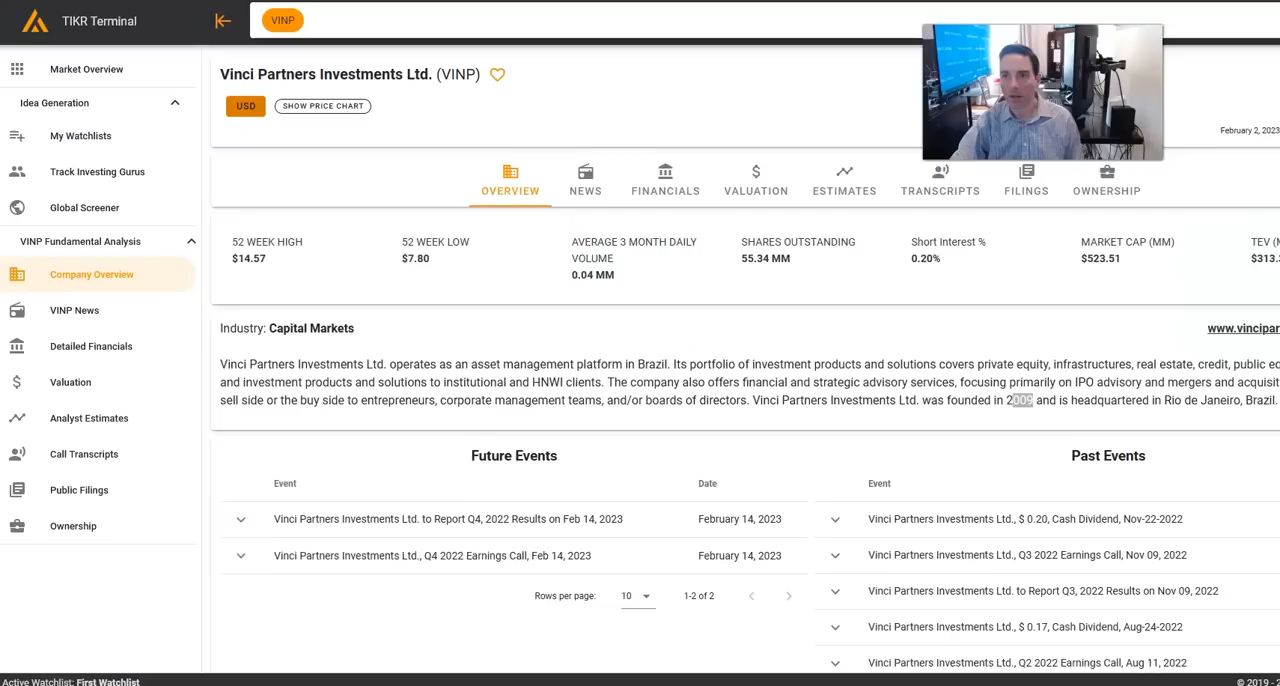 TIKR Terminal
VINP
Market Overview
Idea Generation
My Watchlists
Track Investing Gurus
Global Screener
VINP Fundamental Analysis
Company Overview
VINP News
Detailed Financials
Valuation
Analyst Estimates
Call Transcripts
Public Filings
Ownership
Vinci Partners Investments Ltd. (VINP)
USD
SHOW PRICE CHART
February 2, 2023
OVERVIEW
NEWS
FINANCIALS
VALUATION
ESTIMATES
TRANSCRIPTS
FILINGS
OWNERSHIP
52 WEEK HIGH
$14.57
52 WEEK LOW
$7.80
AVERAGE 3 MONTH DAILY
VOLUME
0.04 MM
SHARES OUTSTANDING
55.34 MM
Short Interest %
0.20%
MARKET CAP (MM)
$523.51
TEV (M
$313.
Industry: Capital Markets
www.vincipar
Vinci Partners Investments Ltd. operates as an asset management platform in Brazil. Its portfolio of investment products and solutions covers private equity, infrastructures, real estate, credit, public eq
and investment products and solutions to institutional and HNWI clients. The company also offers financial and strategic advisory services, focusing primarily on IPO advisory and mergers and acquisit
sell side or the buy side to entrepreneurs, corporate management teams, and/or boards of directors. Vinci Partners Investments Ltd. was founded in 2009 and is headquartered in Rio de Janeiro, Brazil.
Future Events
Event Date
Vinci Partners Investments Ltd. to Report Q4, 2022 Results on Feb 14, 2023 February 14, 2023
Vinci Partners Investments Ltd., Q4 2022 Earnings Call, Feb 14, 2023 February 14, 2023
Rows per page: 10 1-2 of 2
Past Events
Event
Vinci Partners Investments Ltd., $ 0.20, Cash Dividend, Nov-22-2022
Vinci Partners Investments Ltd., Q3 2022 Earnings Call, Nov 09, 2022
Vinci Partners Investments Ltd. to Report Q3, 2022 Results on Nov 09, 2022
Vinci Partners Investments Ltd., $ 0.17, Cash Dividend, Aug-24-2022
Vinci Partners Investments Ltd., Q2 2022 Earnings Call, Aug 11, 2022
Active Watchlist: First Watchlist
© 2019 - 2